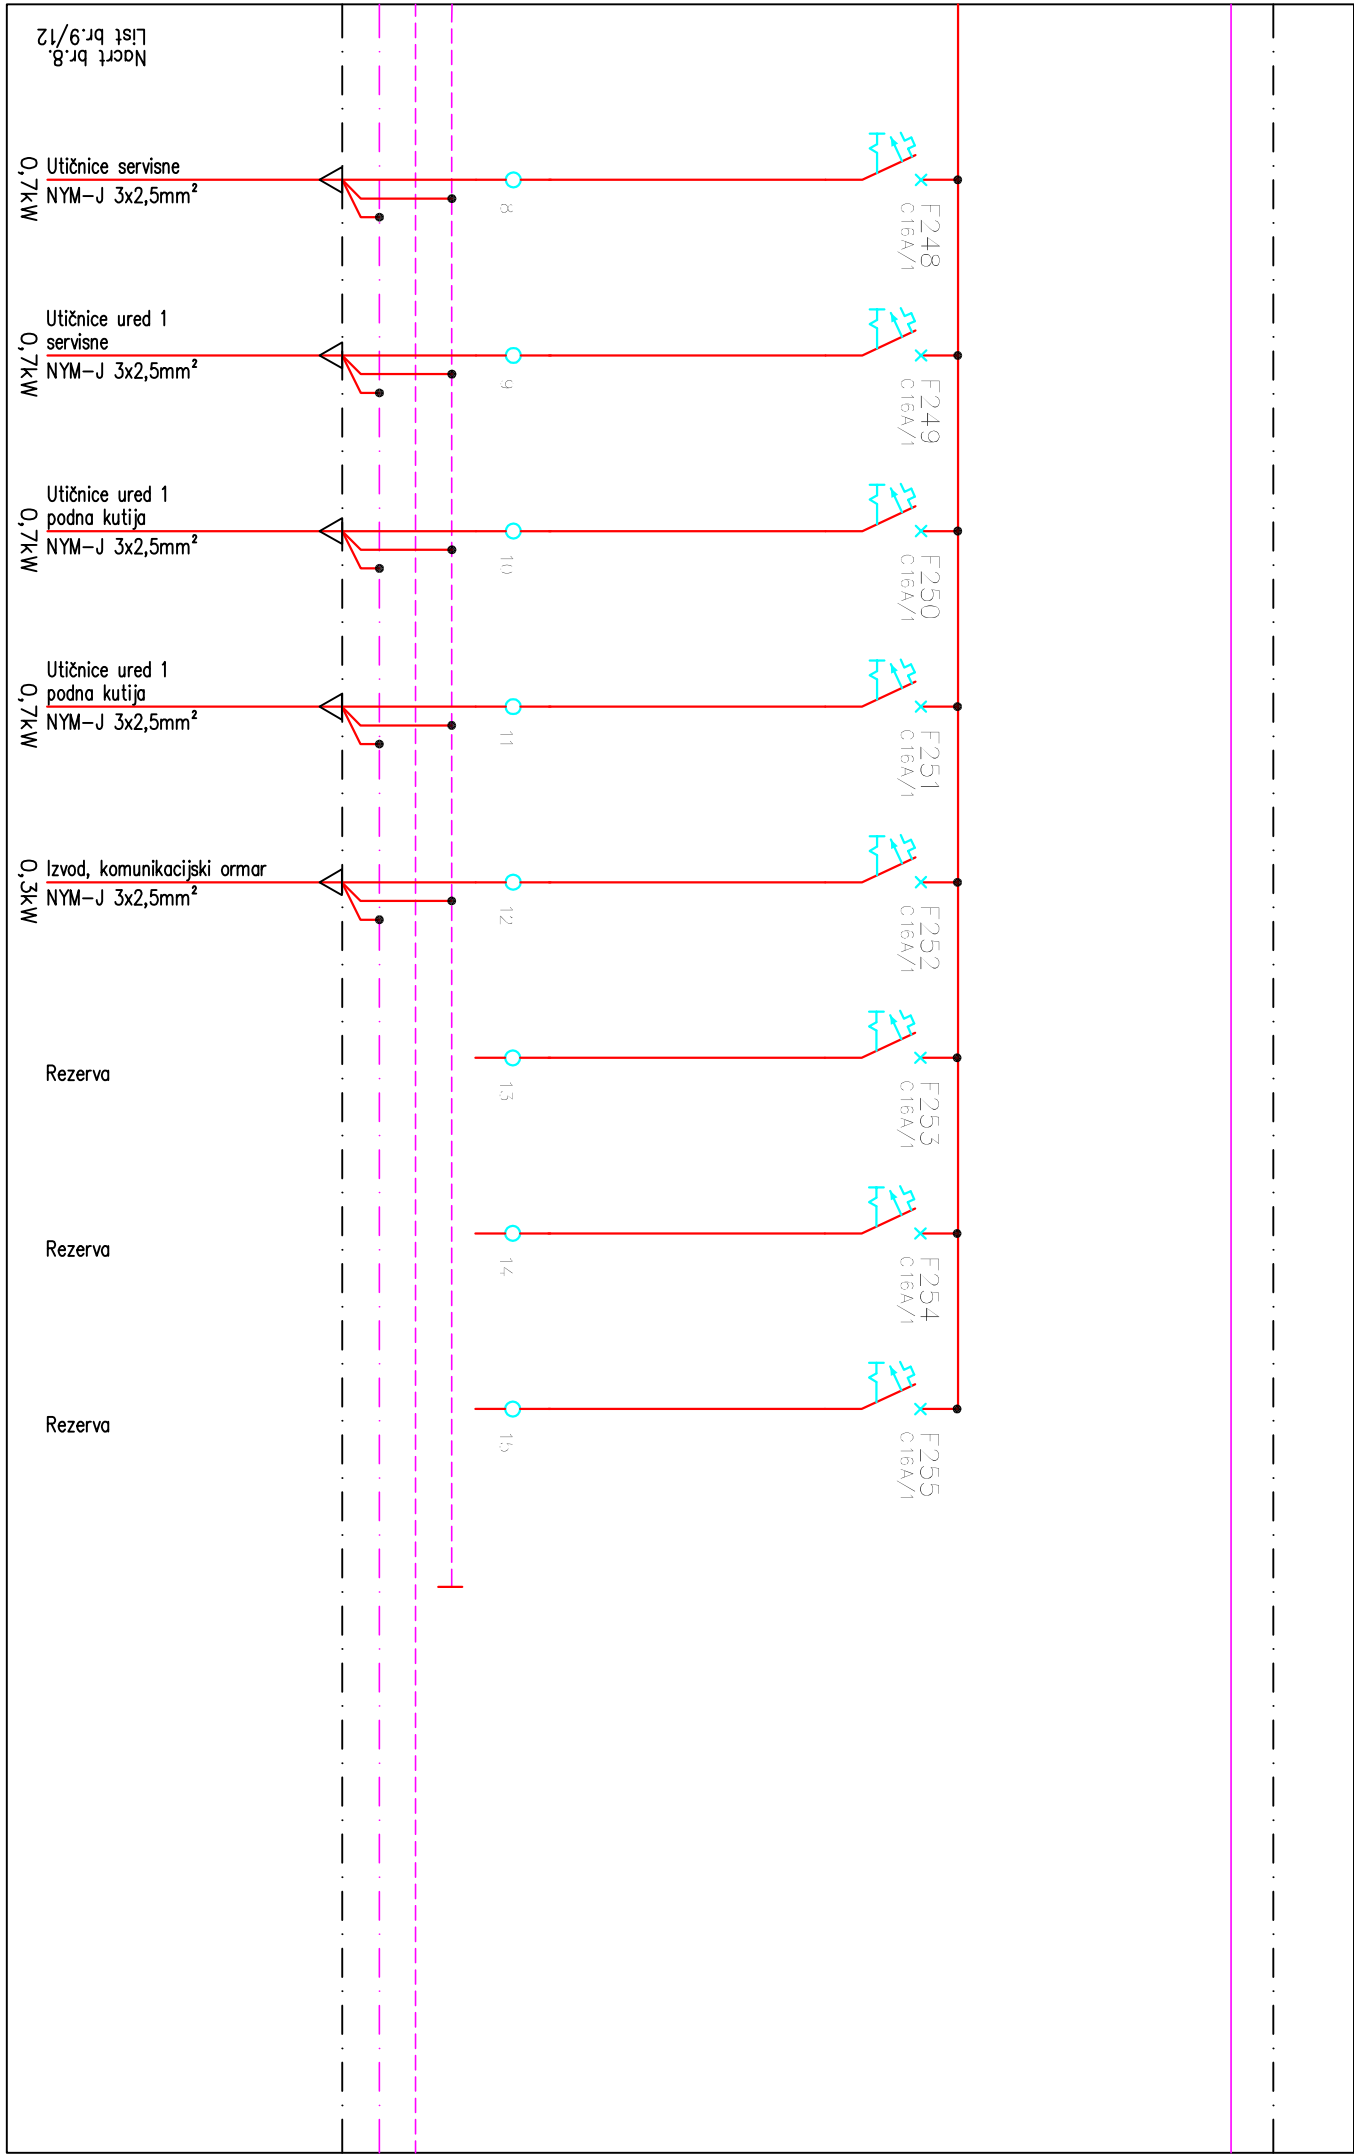 Nacrt br.8.
List br.9/12
Utičnice servisne
NYM-J 3x2,5mm²
0,7kW
8
F248
C16A/1
Utičnice ured 1
servisne
NYM-J 3x2,5mm²
0,7kW
9
F249
C16A/1
Utičnice ured 1
podna kutija
NYM-J 3x2,5mm²
0,7kW
10
F250
C16A/1
Utičnice ured 1
podna kutija
NYM-J 3x2,5mm²
0,7kW
11
F251
C16A/1
Izvod, komunikacijski ormar
NYM-J 3x2,5mm²
0,3kW
12
F252
C16A/1
Rezerva
13
F253
C16A/1
Rezerva
14
F254
C16A/1
Rezerva
15
F255
C16A/1